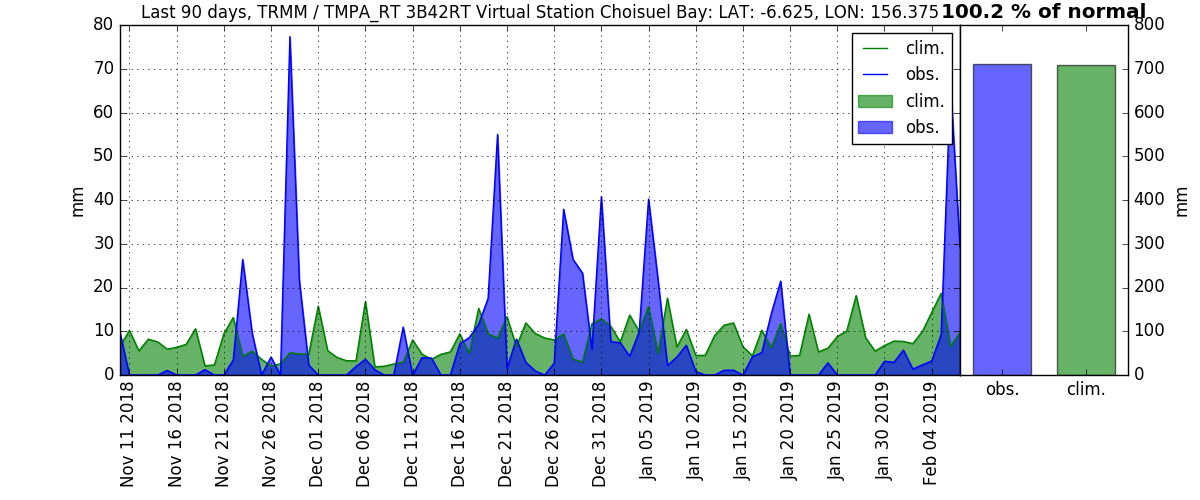 Last 90 days, TRMM / TMPA_RT 3B42RT Virtual Station Choisuel Bay: LAT: -6.625, LON: 156.375
100.2 % of normal
80
70
60
50
40
30
20
10
0
mm
clim.
obs.
clim.
obs.
800
700
600
500
400
300
200
100
0
mm
obs.
clim.
Nov 11 2018
Nov 16 2018
Nov 21 2018
Nov 26 2018
Dec 01 2018
Dec 06 2018
Dec 11 2018
Dec 16 2018
Dec 21 2018
Dec 26 2018
Dec 31 2018
Jan 05 2019
Jan 10 2019
Jan 15 2019
Jan 20 2019
Jan 25 2019
Jan 30 2019
Feb 04 2019